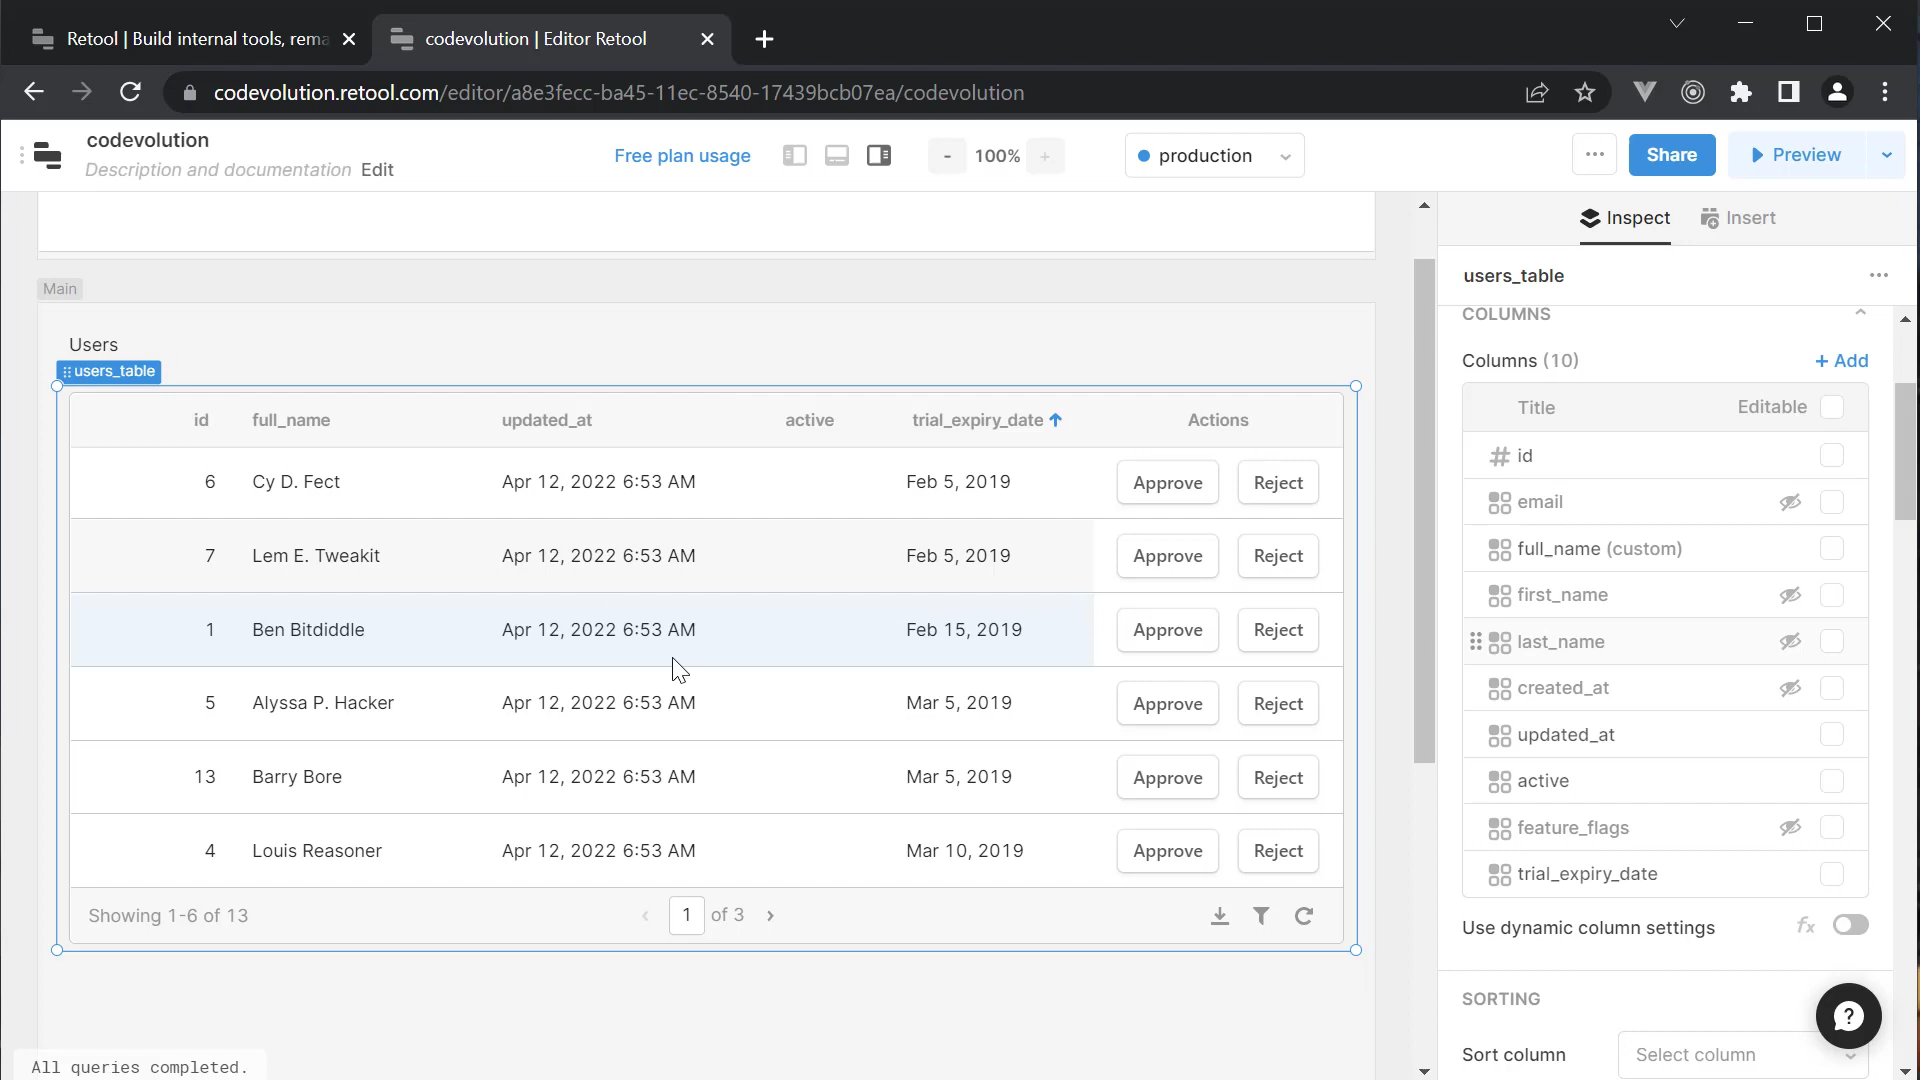 Retool | Build internal tools, rema
codevolution | Editor Retool
codevolution.retool.com/editor/a8e3fecc-ba45-11ec-8540-17439bcb07ea/codevolution
codevolution
Description and documentation Edit
Free plan usage
- 100% +
production
Share
Preview
Inspect
Insert
Main
Users
users_table
id full_name updated_at active trial_expiry_date Actions
6 Cy D. Fect Apr 12, 2022 6:53 AM Feb 5, 2019 Approve Reject
7 Lem E. Tweakit Apr 12, 2022 6:53 AM Feb 5, 2019 Approve Reject
1 Ben Bitdiddle Apr 12, 2022 6:53 AM Feb 15, 2019 Approve Reject
5 Alyssa P. Hacker Apr 12, 2022 6:53 AM Mar 5, 2019 Approve Reject
13 Barry Bore Apr 12, 2022 6:53 AM Mar 5, 2019 Approve Reject
4 Louis Reasoner Apr 12, 2022 6:53 AM Mar 10, 2019 Approve Reject
Showing 1-6 of 13
1 of 3
All queries completed.
users_table
COLUMNS
Columns (10)
+ Add
Title Editable
id
email
full_name (custom)
first_name
last_name
created_at
updated_at
active
feature_flags
trial_expiry_date
Use dynamic column settings fx
SORTING
Sort column Select column
?